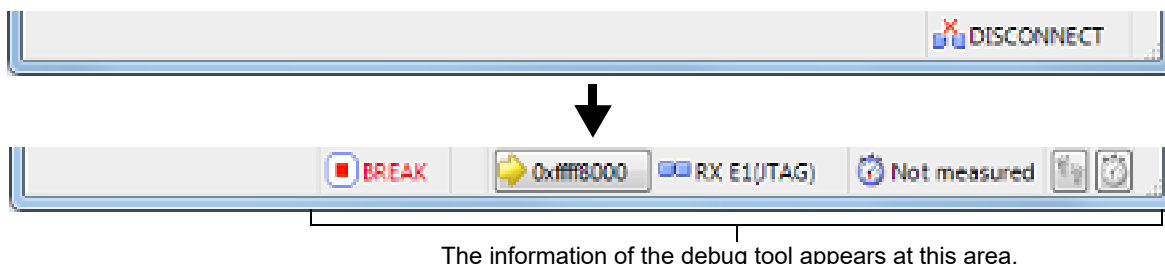 DISCONNECT
BREAK 0xffff8000 RX E1(JTAG) Not measured
The information of the debug tool appears at this area.